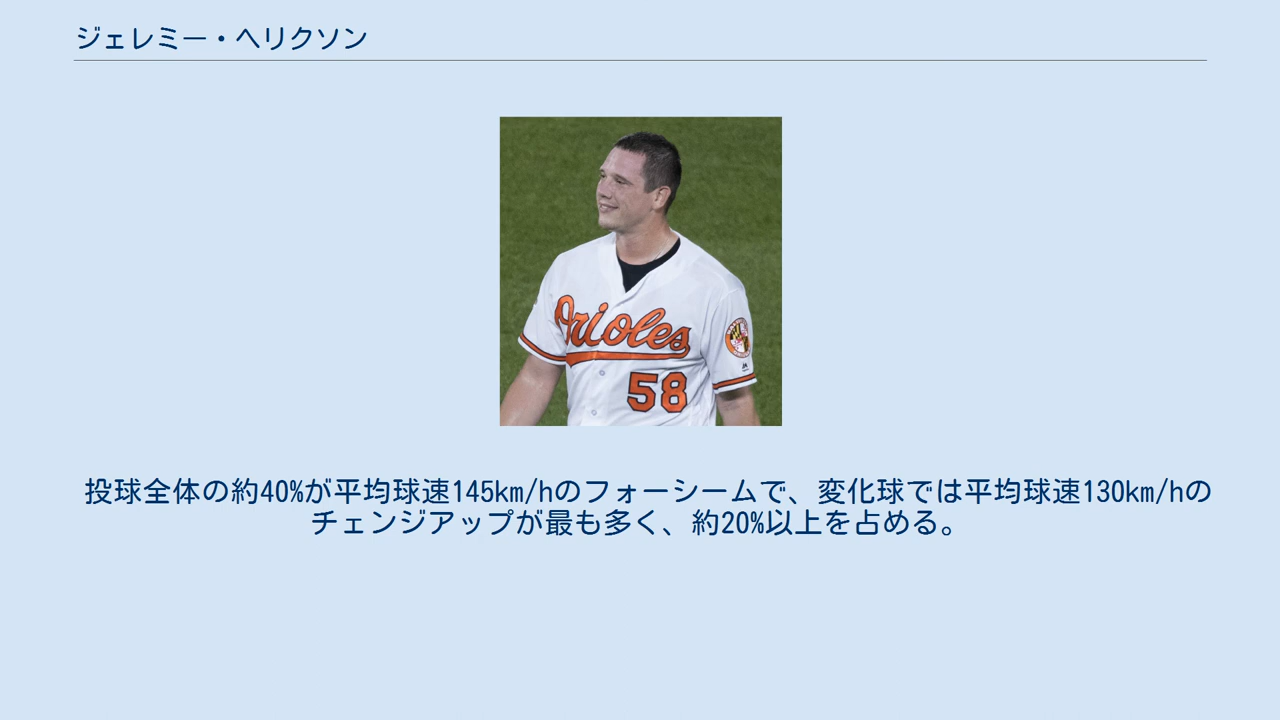 ジェレミー・ヘリクソン
Orioles
58
投球全体の約40%が平均球速145km/hのフォーシームで、変化球では平均球速130km/hの
チェンジアップが最も多く、約20%以上を占める。